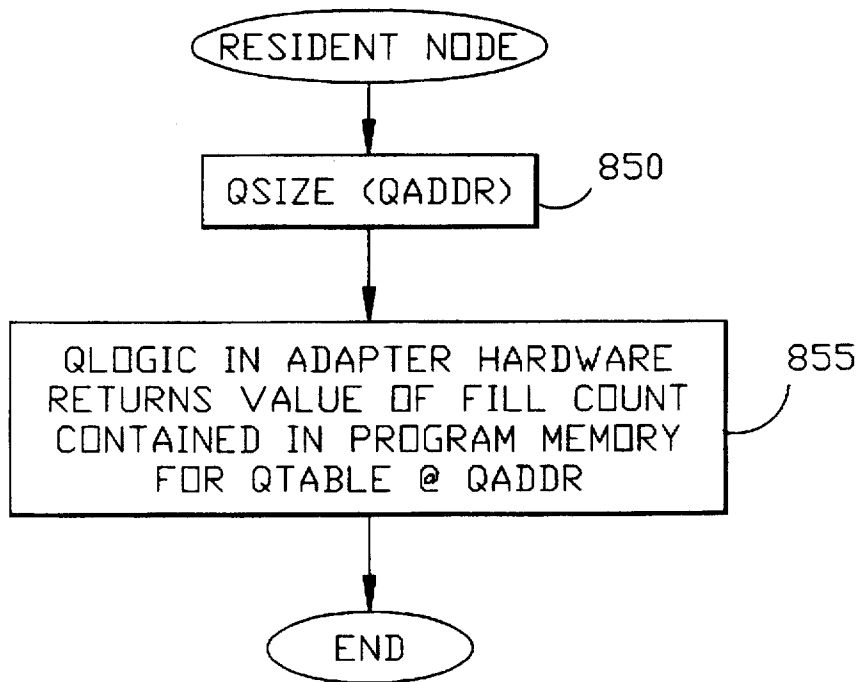 RESIDENT NODE
QSIZE (QADDR)
850
QLOGIC IN ADAPTER HARDWARE
RETURNS VALUE OF FILL COUNT
CONTAINED IN PROGRAM MEMORY
FOR QTABLE @ QADDR
855
END